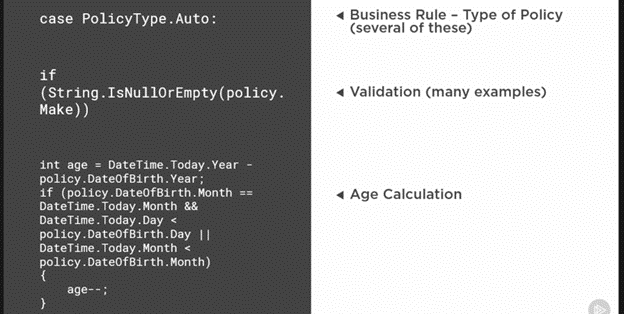 case PolicyType.Auto:
◄ Business Rule – Type of Policy
(several of these)
if
(String.IsNullOrEmpty(policy.
Make))
◄ Validation (many examples)
int age = DateTime.Today.Year -
policy.DateOfBirth.Year;
if (policy.DateOfBirth.Month ==
DateTime.Today.Month &&
DateTime.Today.Day <
policy.DateOfBirth.Day ||
DateTime.Today.Month <
policy.DateOfBirth.Month)
{
age--;
}
◄ Age Calculation